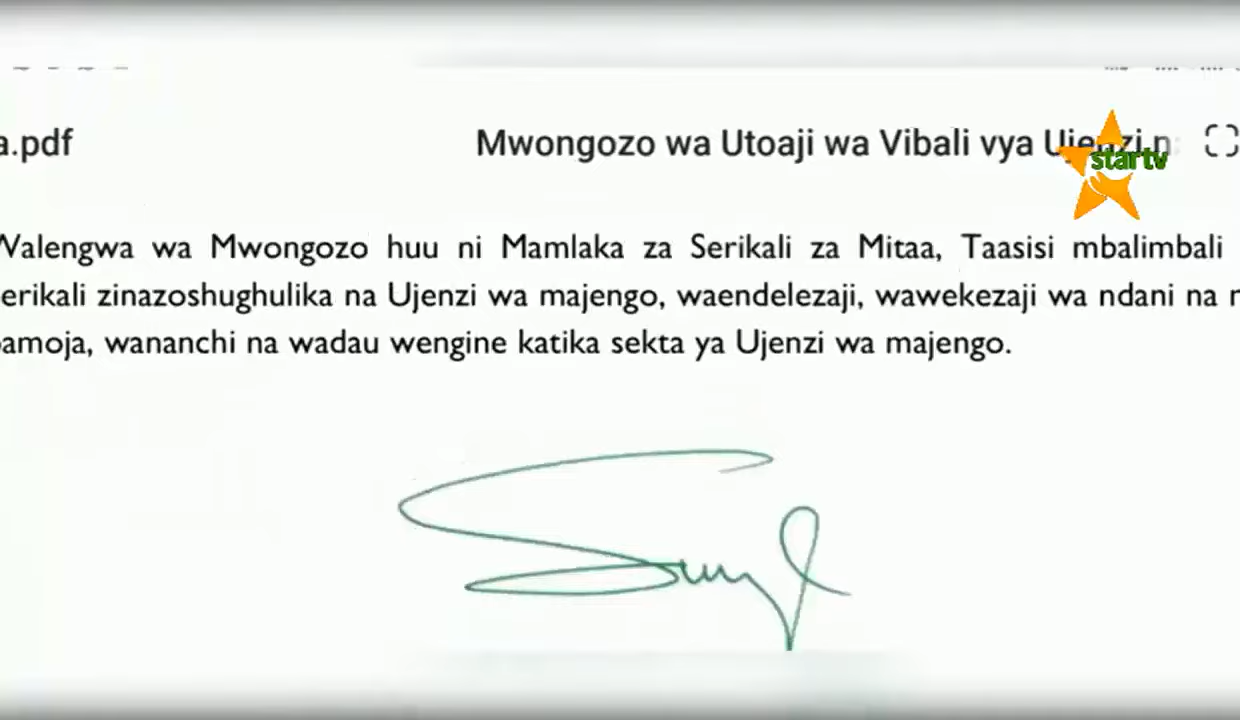 a.pdf
Mwongozo wa Utoaji wa Vibali vya Ujenzi n
startv
Walengwa wa Mwongozo huu ni Mamlaka za Serikali za Mitaa, Taasisi mbalimbali
erikali zinazoshughulika na Ujenzi wa majengo, waendelezaji, wawekezaji wa ndani na n
pamoja, wananchi na wadau wengine katika sekta ya Ujenzi wa majengo.